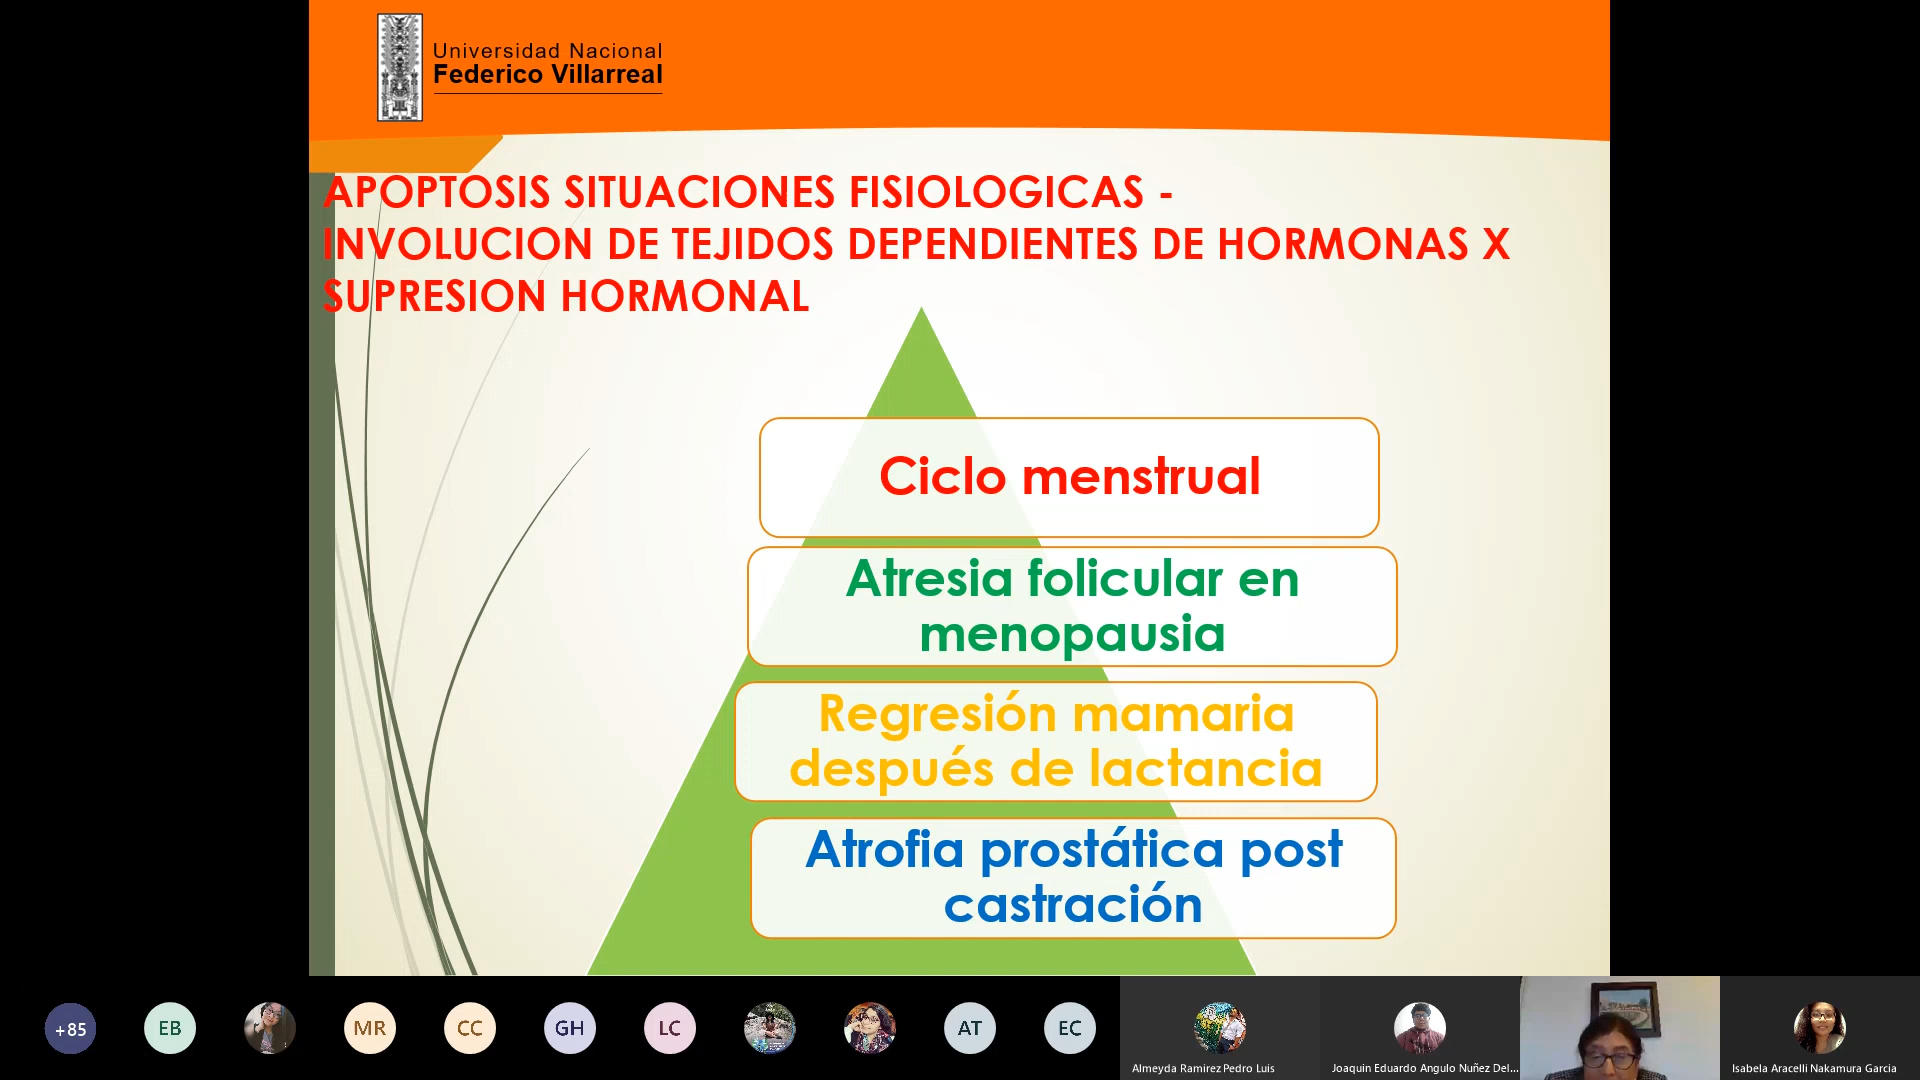 Universidad Nacional
Federico Villarreal
APOPTOSIS SITUACIONES FISIOLOGICAS -
INVOLUCION DE TEJIDOS DEPENDIENTES DE HORMONAS X
SUPRESION HORMONAL
Ciclo menstrual
Atresia folicular en
menopausia
Regresión mamaria
después de lactancia
Atrofia prostática post
castración
+85
EB
MR
CC
GH
LC
AT
EC
Almeyda Ramirez Pedro Luis
Joaquin Eduardo Angulo Nuñez Del...
Isabela Aracelli Nakamura Garcia